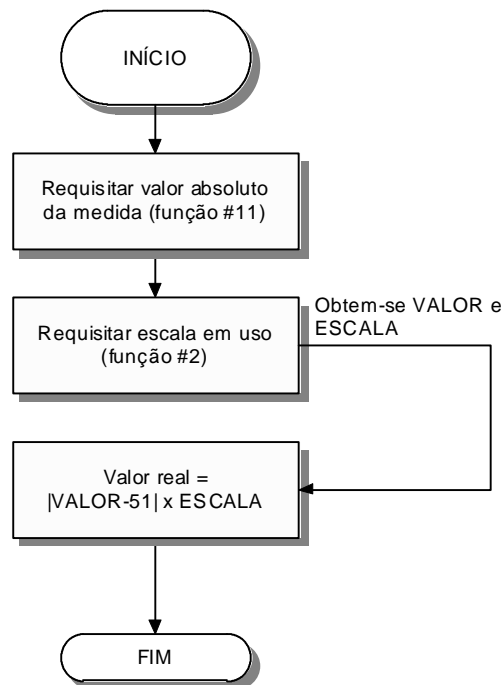 INÍCIO
Requisitar valor absoluto
da medida (função #11)
Requisitar escala em uso
(função #2)
Obtem-se VALOR e
ESCALA
Valor real =
|VALOR-51| x ESCALA
FIM